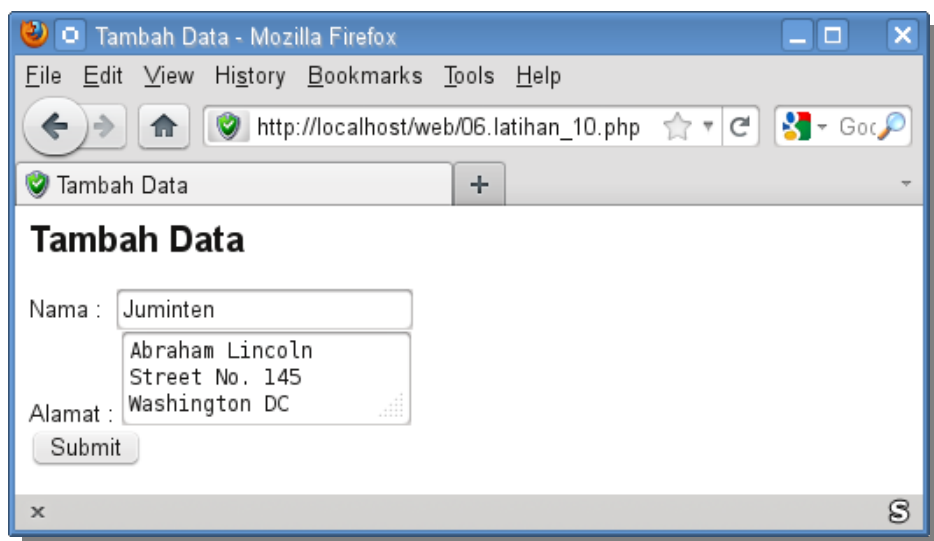 Tambah Data - Mozilla Firefox
File Edit View History Bookmarks Tools Help
http://localhost/web/06.latihan_10.php
Goo
Tambah Data
Tambah Data
Nama : Juminten
Abraham Lincoln
Street No. 145
Washington DC
Alamat :
Submit
S